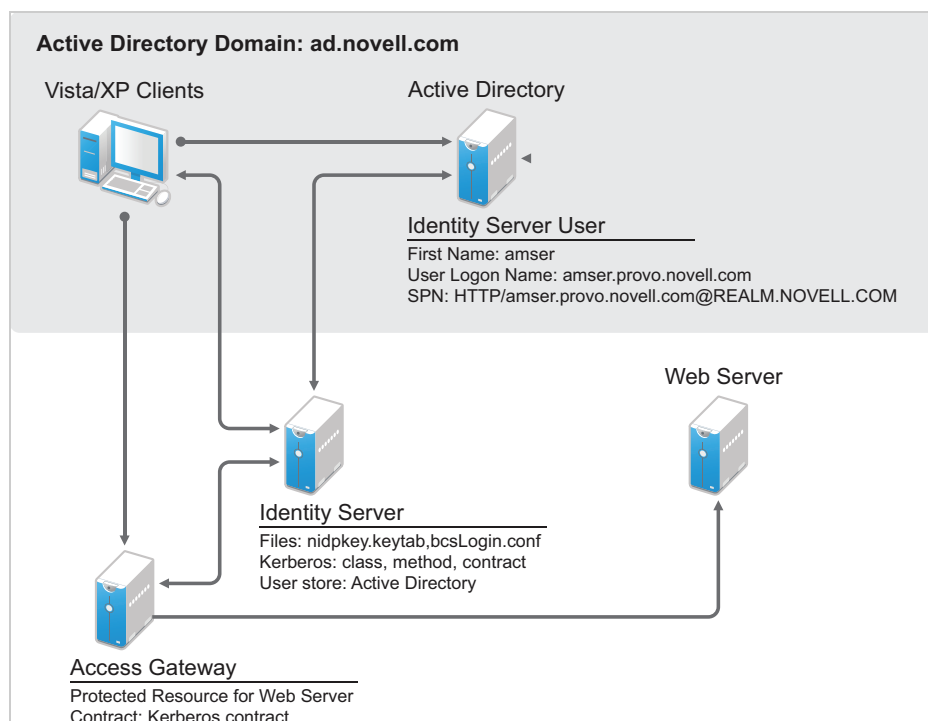 Active Directory Domain: ad.novell.com
Vista/XP Clients
Active Directory
Identity Server User
First Name: amser
User Logon Name: amser.provo.novell.com
SPN: HTTP/amser.provo.novell.com@REALM.NOVELL.COM
Web Server
Identity Server
Files: nidpkey.keytab,bcsLogin.conf
Kerberos: class, method, contract
User store: Active Directory
Access Gateway
Protected Resource for Web Server
Contract: Kerberos contract